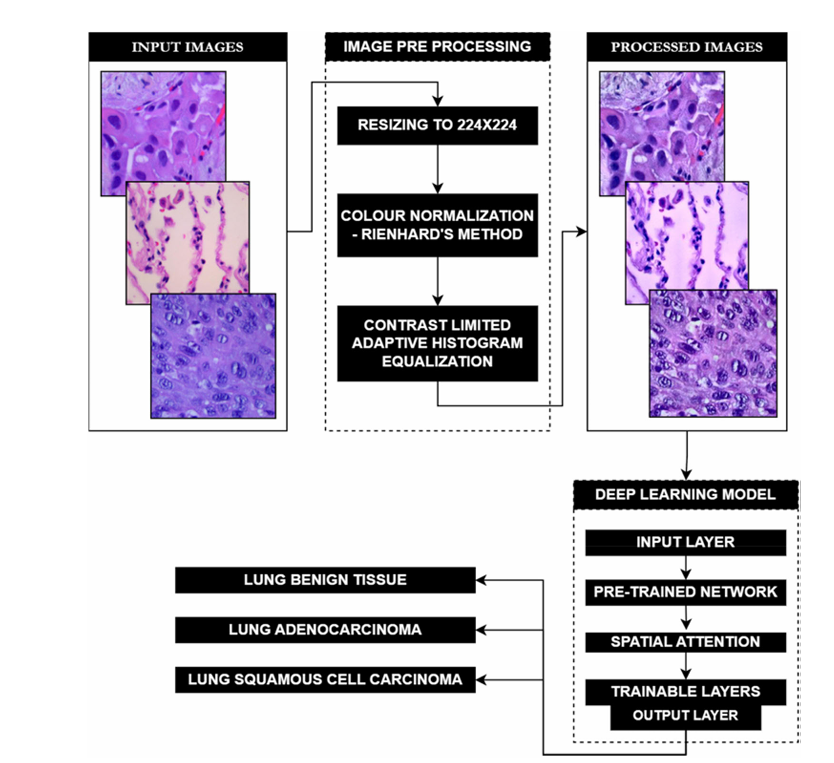 INPUT IMAGES
IMAGE PRE PROCESSING
RESIZING TO 224X224
COLOUR NORMALIZATION
- RIENHARD'S METHOD
CONTRAST LIMITED
ADAPTIVE HISTOGRAM
EQUALIZATION
PROCESSED IMAGES
DEEP LEARNING MODEL
INPUT LAYER
PRE-TRAINED NETWORK
SPATIAL ATTENTION
TRAINABLE LAYERS
OUTPUT LAYER
LUNG BENIGN TISSUE
LUNG ADENOCARCINOMA
LUNG SQUAMOUS CELL CARCINOMA